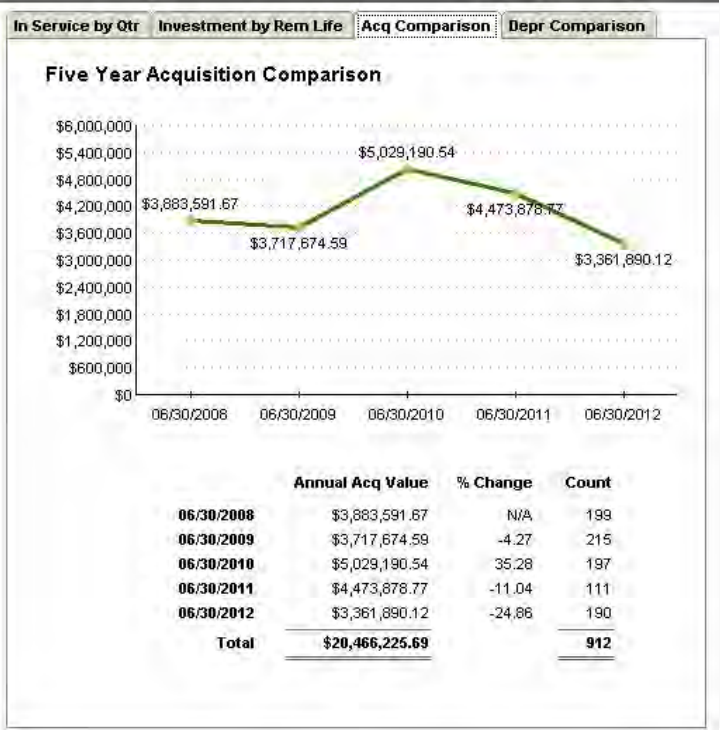 In Service by Qtr Investment by Rem Life Acq Comparison Depr Comparison
Five Year Acquisition Comparison
$6,000,000
$5,400,000
$4,800,000
$4,200,000
$3,600,000
$3,000,000
$2,400,000
$1,800,000
$1,200,000
$600,000
$0
$3,883,591.67
$3,717,674.59
$5,029,190.54
$4,473,878.77
$3,361,890.12
06/30/2008 06/30/2009 06/30/2010 06/30/2011 06/30/2012
Annual Acq Value % Change Count
06/30/2008 $3,883,591.67 N/A 199
06/30/2009 $3,717,674.59 -4.27 215
06/30/2010 $5,029,190.54 35.28 197
06/30/2011 $4,473,878.77 -11.04 111
06/30/2012 $3,361,890.12 -24.86 190
Total $20,466,225.69 912